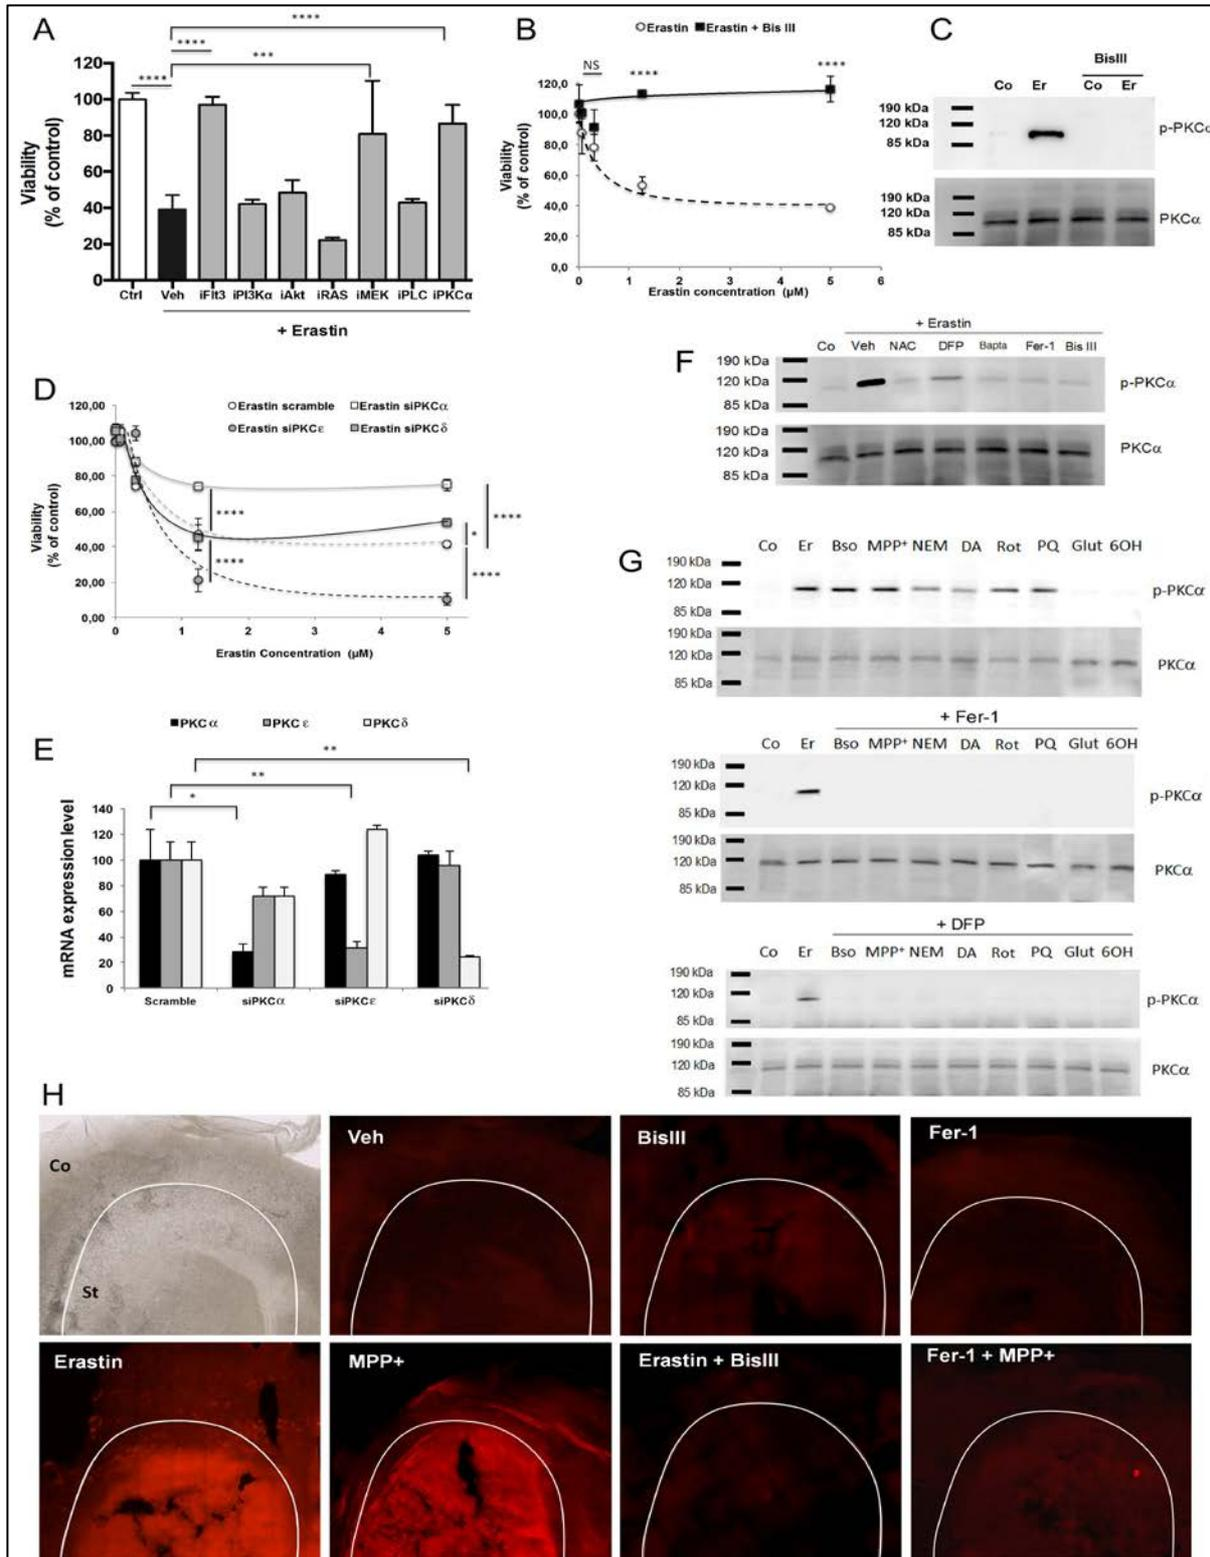 A
****
****
***
****
Viability
(% of control)
120
100
80
60
40
20
0
Ctrl Veh iFlt3 iPI3Kα iAkt iRAS iMEK iPLC iPKCα
+ Erastin
B
Erastin Erastin + Bis III
NS
****
****
Viability
(% of control)
120,0
100,0
80,0
60,0
40,0
20,0
0,0
0 1 2 3 4 5 6
Erastin concentration (µM)
C
BisIII
Co Er Co Er
190 kDa
120 kDa
85 kDa
p-PKCα
190 kDa
120 kDa
85 kDa
PKCα
D
Erastin scramble Erastin siPKCα
Erastin siPKCε Erastin siPKCδ
Viability
(% of control)
120,00
100,00
80,00
60,00
40,00
20,00
0,00
****
****
****
*
****
0 1 2 3 4 5
Erastin Concentration (µM)
F
+ Erastin
Co Veh NAC DFP Bapta Fer-1 Bis III
190 kDa
120 kDa
85 kDa
p-PKCα
190 kDa
120 kDa
85 kDa
PKCα
E
PKCα PKCε PKCδ
**
**
*
mRNA expression level
140
120
100
80
60
40
20
0
Scramble siPKCα siPKCε siPKCδ
G
Co Er Bso MPP⁺ NEM DA Rot PQ Glut 6OH
190 kDa
120 kDa
85 kDa
p-PKCα
190 kDa
120 kDa
85 kDa
PKCα
+ Fer-1
Co Er Bso MPP⁺ NEM DA Rot PQ Glut 6OH
190 kDa
120 kDa
85 kDa
p-PKCα
190 kDa
120 kDa
85 kDa
PKCα
+ DFP
Co Er Bso MPP⁺ NEM DA Rot PQ Glut 6OH
190 kDa
120 kDa
85 kDa
p-PKCα
190 kDa
120 kDa
85 kDa
PKCα
H
Co
St
Veh
BisIII
Fer-1
Erastin
MPP+
Erastin + BisIII
Fer-1 + MPP+